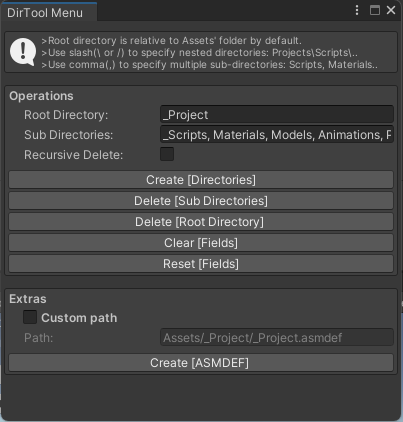 DirTool Menu
>Root directory is relative to Assets' folder by default.
>Use slash(\ or /) to specify nested directories: Projects\Scripts\..
>Use comma(,) to specify multiple sub-directories: Scripts, Materials..
Operations
Root Directory: _Project
Sub Directories: _Scripts, Materials, Models, Animations, P
Recursive Delete:
Create [Directories]
Delete [Sub Directories]
Delete [Root Directory]
Clear [Fields]
Reset [Fields]
Extras
Custom path
Path: Assets/_Project/_Project.asmdef
Create [ASMDEF]